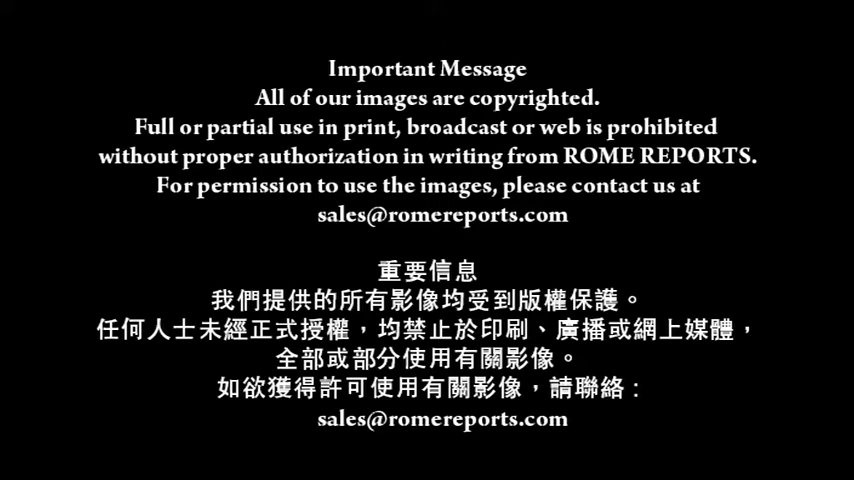 Important Message
All of our images are copyrighted.
Full or partial use in print, broadcast or web is prohibited
without proper authorization in writing from ROME REPORTS.
For permission to use the images, please contact us at
sales@romereports.com
重要信息
我們提供的所有影像均受到版權保護。
任何人士未經正式授權，均禁止於印刷、廣播或網上媒體，
全部或部分使用有關影像。
如欲獲得許可使用有關影像，請聯絡：
sales@romereports.com